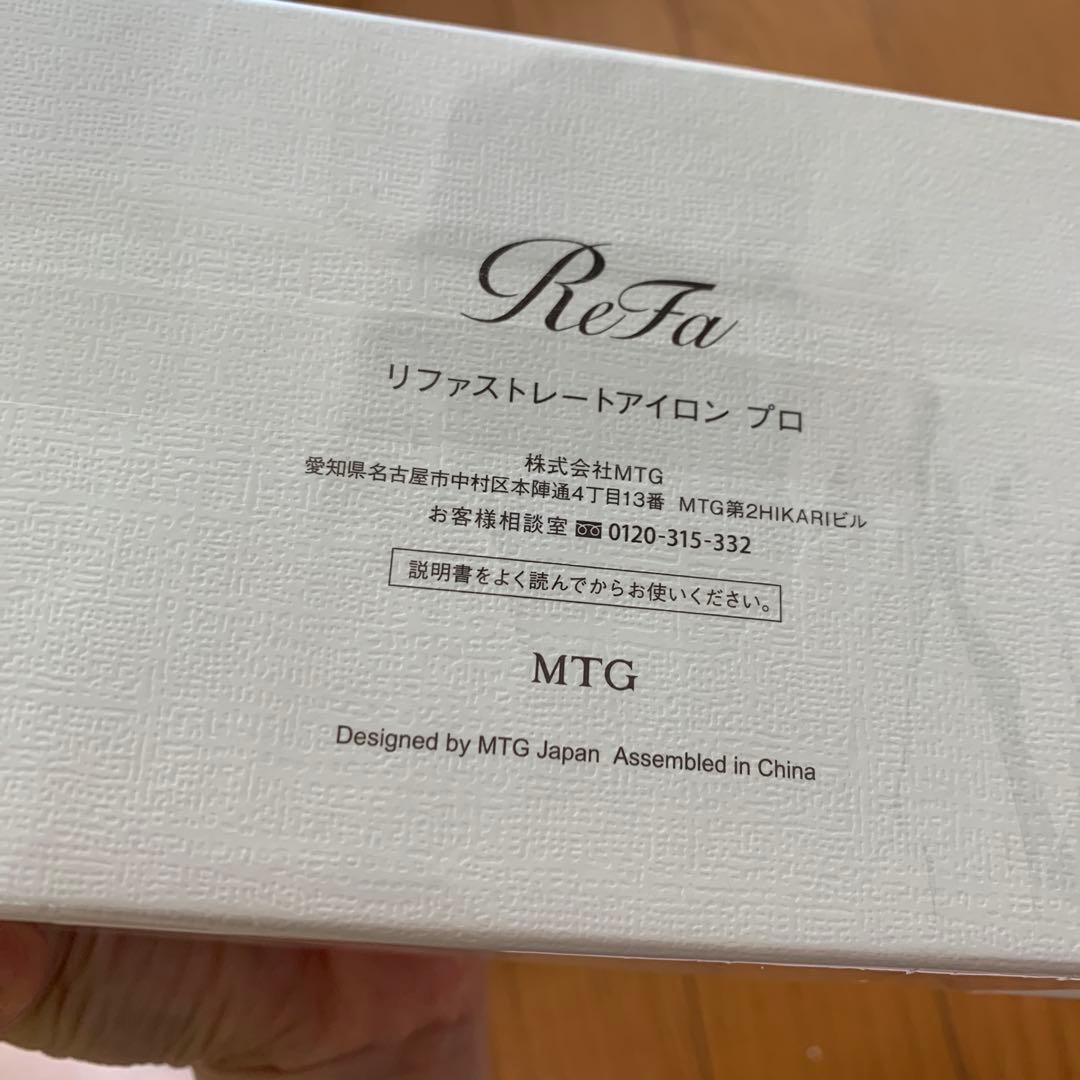 ReFa
リファストレートアイロン プロ
株式会社MTG
愛知県名古屋市中村区本陣通4丁目13番 MTG第2HIKARIビル
お客様相談室 0120-315-332
説明書をよく読んでからお使いください。
MTG
Designed by MTG Japan Assembled in China